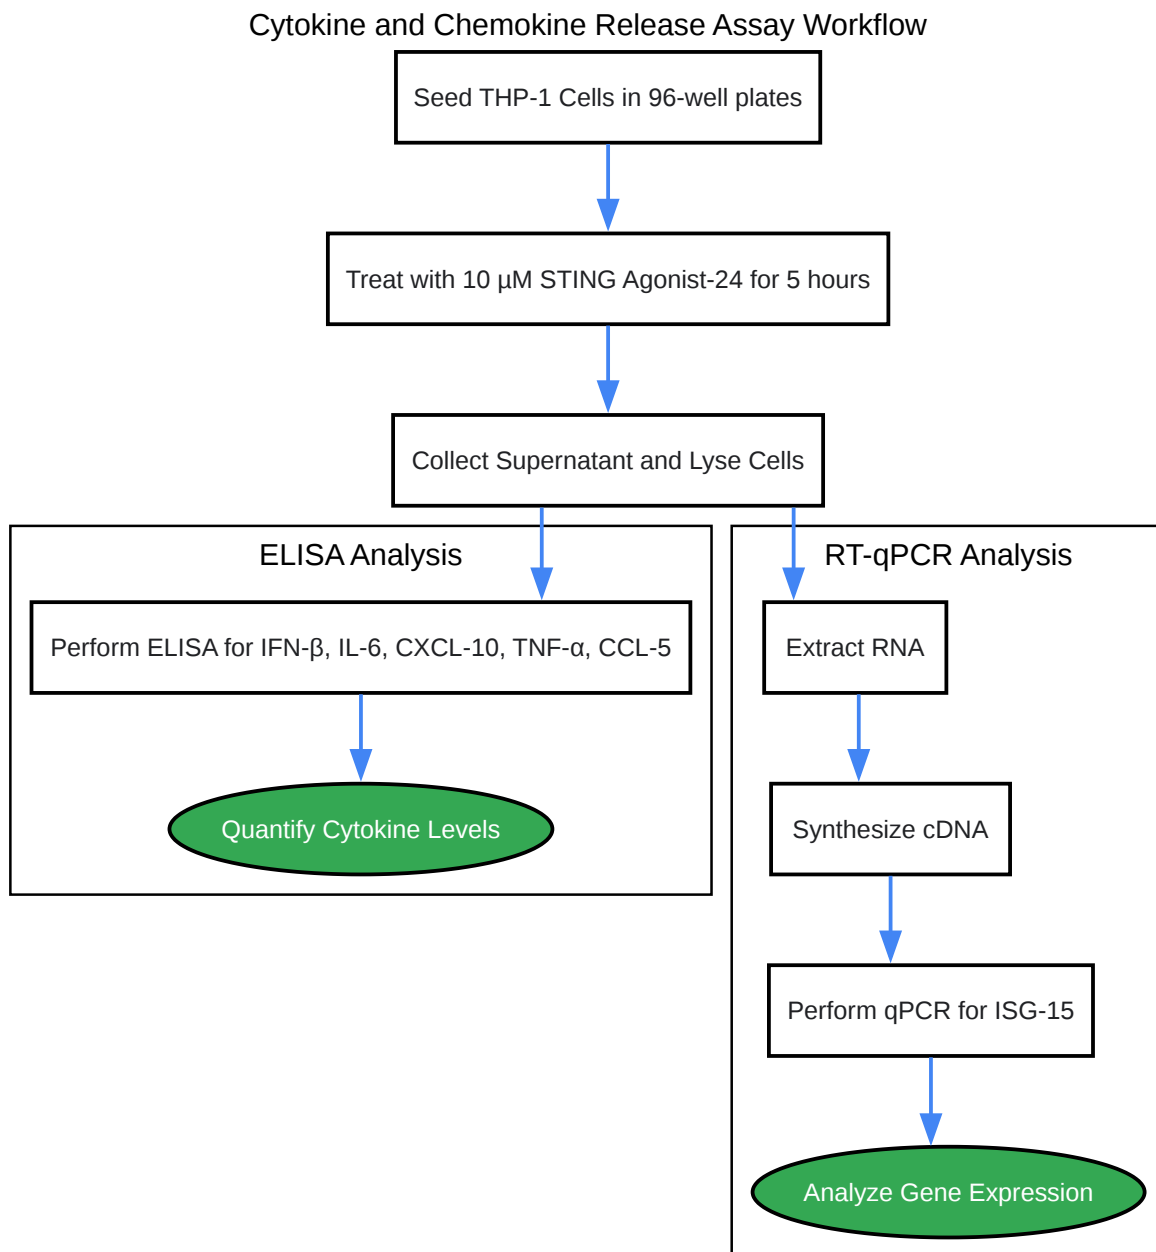 Cytokine and Chemokine Release Assay Workflow
Seed THP-1 Cells in 96-well plates
Treat with 10 µM STING Agonist-24 for 5 hours
Collect Supernatant and Lyse Cells
ELISA Analysis
Perform ELISA for IFN-β, IL-6, CXCL-10, TNF-α, CCL-5
Quantify Cytokine Levels
RT-qPCR Analysis
Extract RNA
Synthesize cDNA
Perform qPCR for ISG-15
Analyze Gene Expression